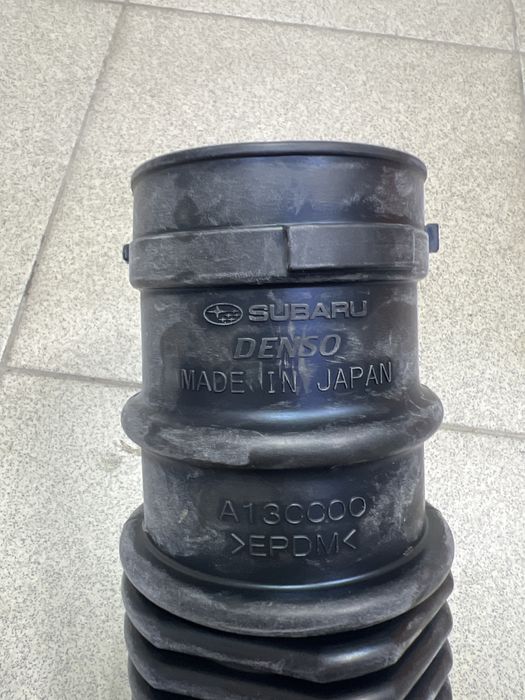 SUBARU
DENSO
MADE IN JAPAN
A13CC00
>EPDM<